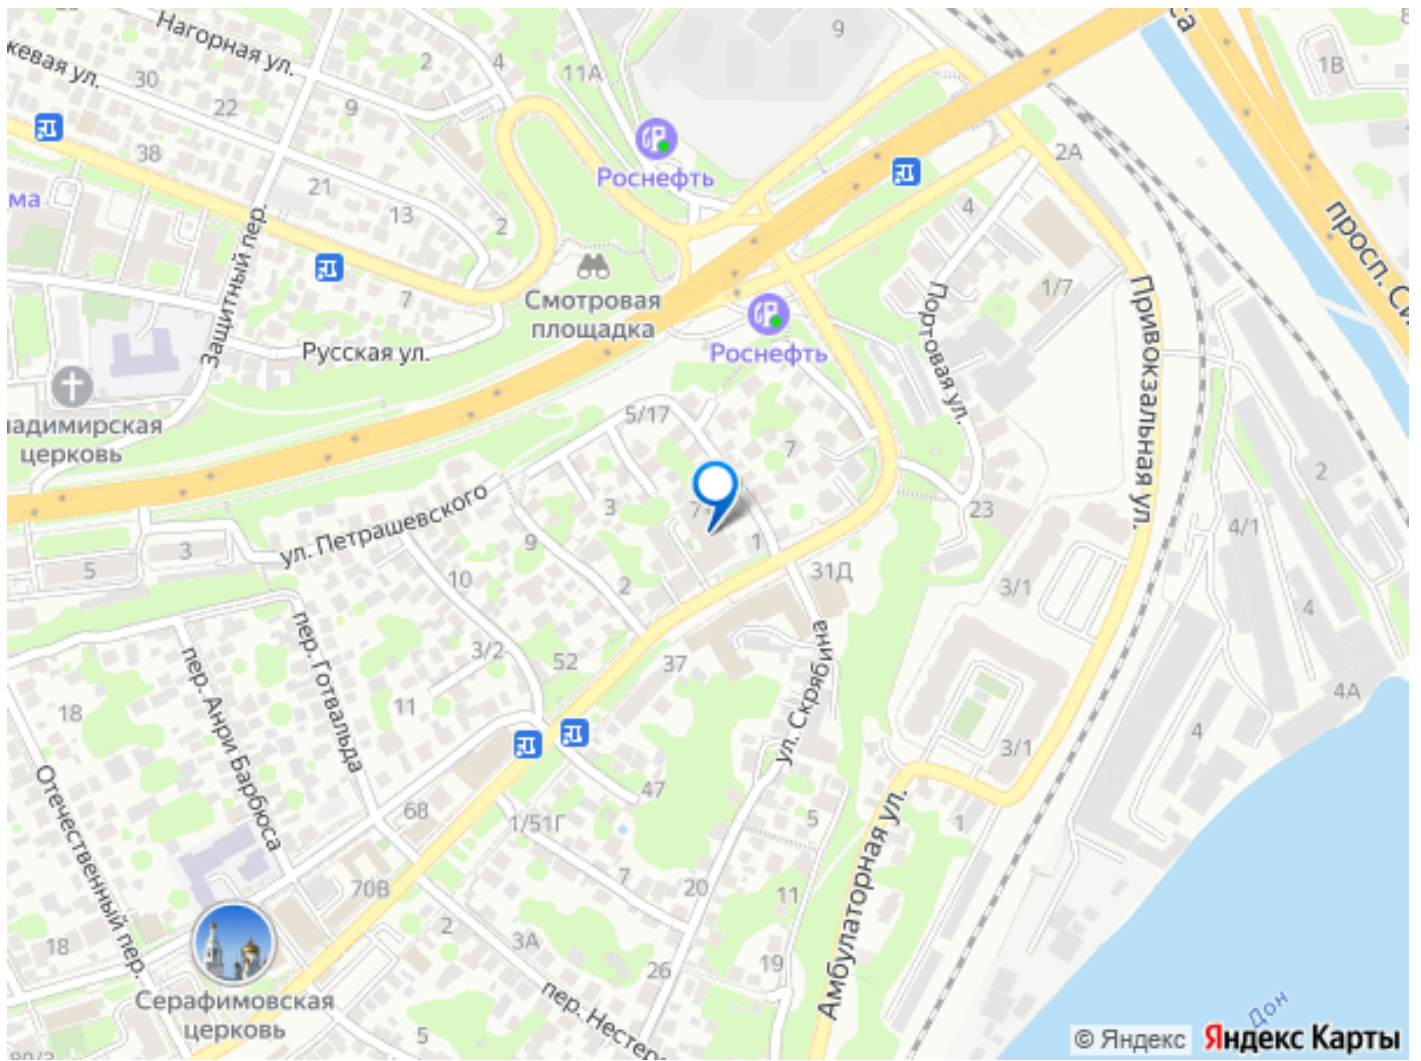 Нагорная ул.
2
4
11А
9
1В
жевая ул.
30
22
9
2А
38
Роснефть
ма
21
13
2
4
просп. Си
Защитный пер.
7
Смотровая
площадка
1/7
Портовая ул.
Привокзальная ул.
Русская ул.
Роснефть
5/17
7
адимирская
церковь
2
ул. Петрашевского
3
7
23
4/1
3
9
1
5
10
2
31Д
3/1
4
пер. Готвальда
3/2
52
37
ул. Скрябина
пер. Анри Барбюса
18
11
4А
4
3/1
Отечественный пер.
47
68
1/51Г
5
1
Амбулаторная ул.
70В
7
20
11
18
2
3А
26
19
Серафимовская
церковь
пер. Нестер
5
80/3
Дон
© Яндекс
Яндекс Карты